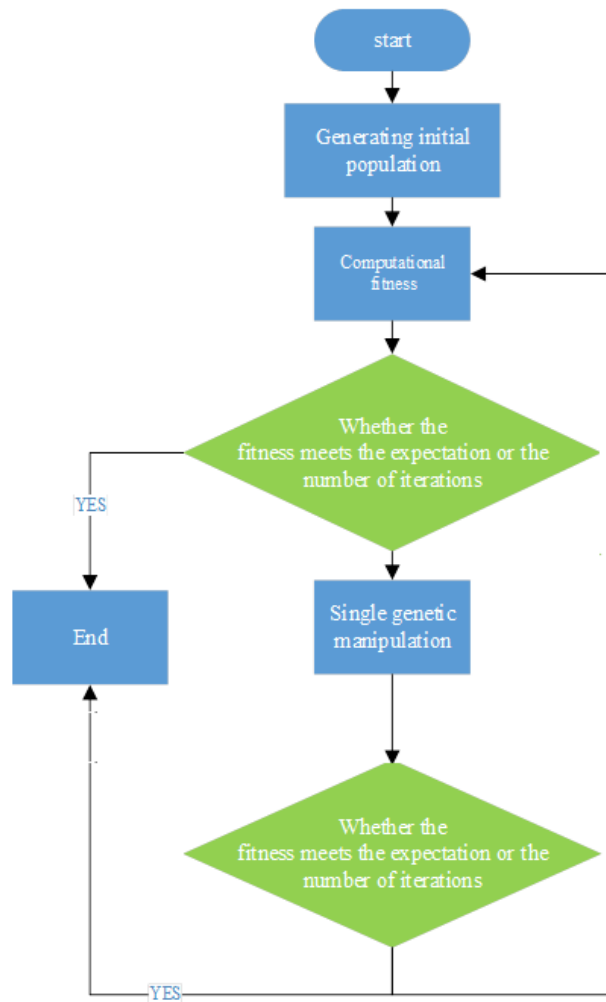 start
Generating initial
population
Computational
fitness
Whether the
fitness meets the expectation or the
number of ierations
YES
End
Single genetic
manipulation
Whether the
fitness meets the expectation or the
number of iterations
YES